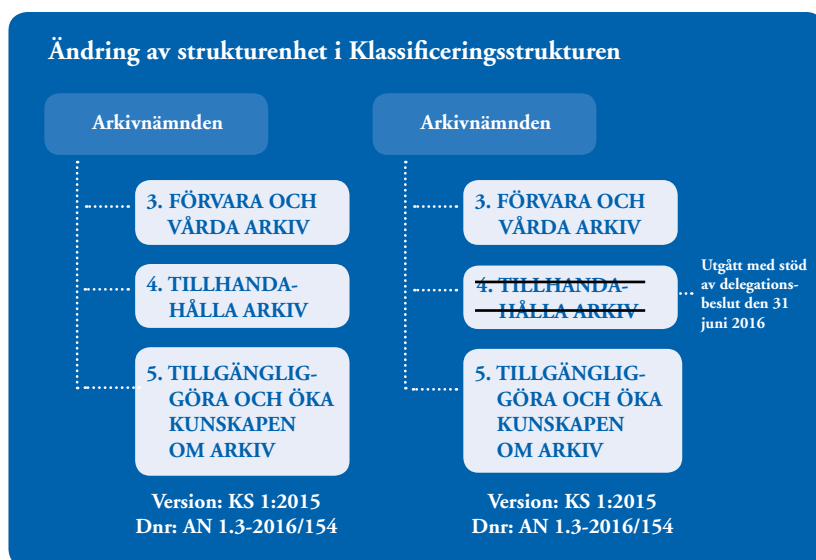 Ändring av strukturenhet i Klassificeringsstrukturen
Arkivnämnden
3. FÖRVARA OCH
VÅRDA ARKIV
4. TILLHANDA-
HÅLLA ARKIV
5. TILLGÄNGLIG-
GÖRA OCH ÖKA
KUNSKAPEN
OM ARKIV
Version: KS 1:2015
Dnr: AN 1.3-2016/154
Arkivnämnden
3. FÖRVARA OCH
VÅRDA ARKIV
4. TILLHANDA-
HÅLLA ARKIV
Utgått med stöd
av delegations-
beslut den 31
juni 2016
5. TILLGÄNGLIG-
GÖRA OCH ÖKA
KUNSKAPEN
OM ARKIV
Version: KS 1:2015
Dnr: AN 1.3-2016/154